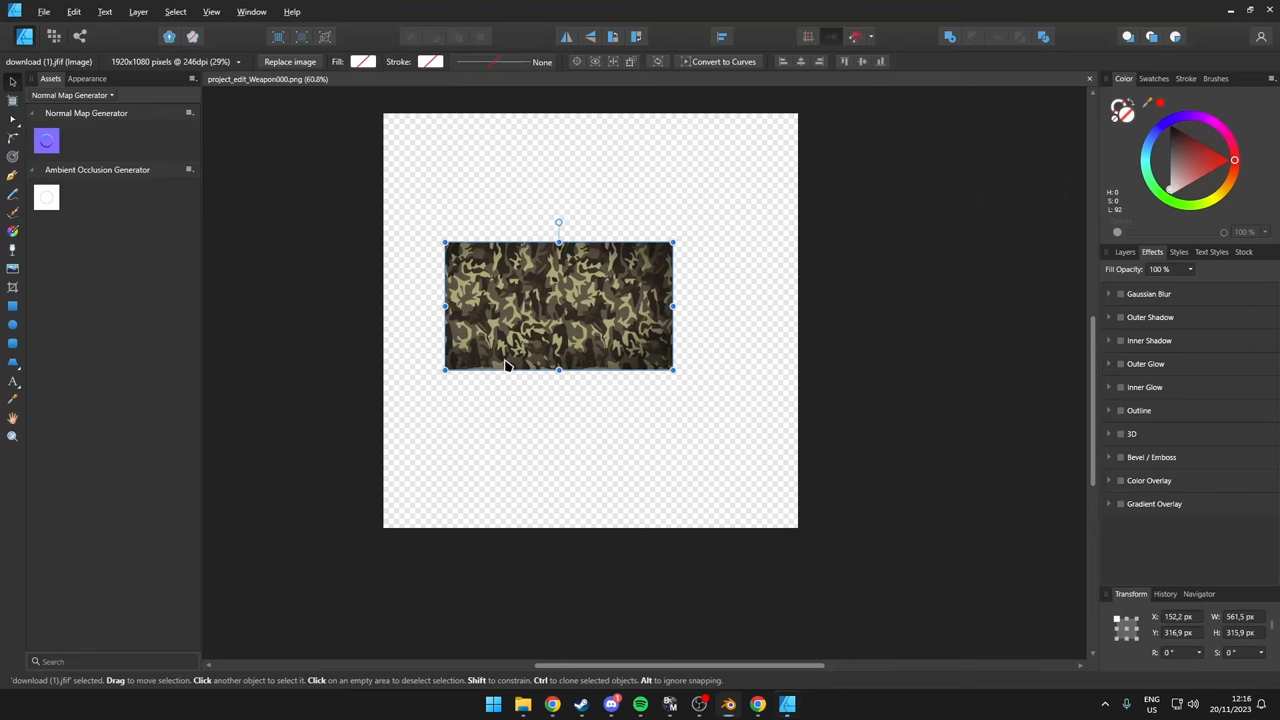 File Edit Text Layer Select View Window Help
download (1).jfif (Image) 1920x1080 pixels @ 246dpi (29%) Replace image Fill: Stroke: None Convert to Curves
Assets Appearance
project_edit_Weapon000.png (60.8%)
Color Swatches Stroke Brushes
Normal Map Generator
Normal Map Generator
Ambient Occlusion Generator
H: 0
S: 0
L: 92
100 %
Layers Effects Styles Text Styles Stock
Fill Opacity: 100 %
Gaussian Blur
Outer Shadow
Inner Shadow
Outer Glow
Inner Glow
Outline
3D
Bevel / Emboss
Color Overlay
Gradient Overlay
Transform History Navigator
X: 152,2 px W: 561,5 px
Y: 316,9 px H: 315,9 px
R: 0 ° S: 0 °
Search
'download (1).jfif' selected. Drag to move selection. Click another object to select it. Click on an empty area to deselect selection. Shift to constrain. Ctrl to clone selected objects. Alt to ignore snapping.
ENG
US
12:16
20/11/2023